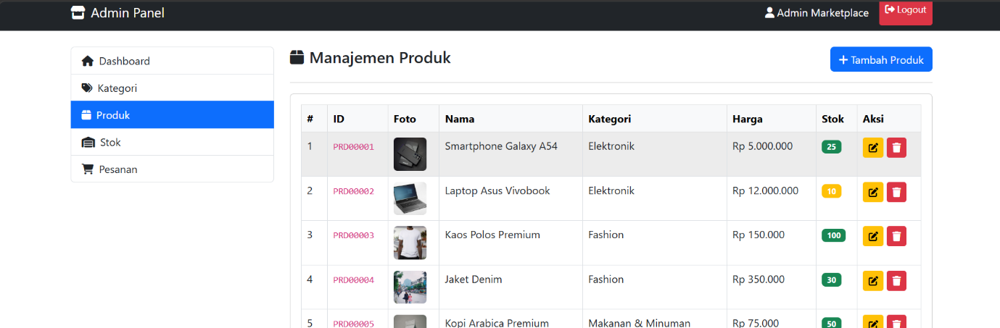 Admin Panel
Admin Marketplace Logout
Dashboard
Kategori
Produk
Stok
Pesanan
Manajemen Produk
+ Tambah Produk
# ID Foto Nama Kategori Harga Stok Aksi
1 PRD00001 Smartphone Galaxy A54 Elektronik Rp 5.000.000 25
2 PRD00002 Laptop Asus Vivobook Elektronik Rp 12.000.000 10
3 PRD00003 Kaos Polos Premium Fashion Rp 150.000 100
4 PRD00004 Jaket Denim Fashion Rp 350.000 30
5 PRD00005 Kopi Arabica Premium Makanan & Minuman Rp 75.000 50